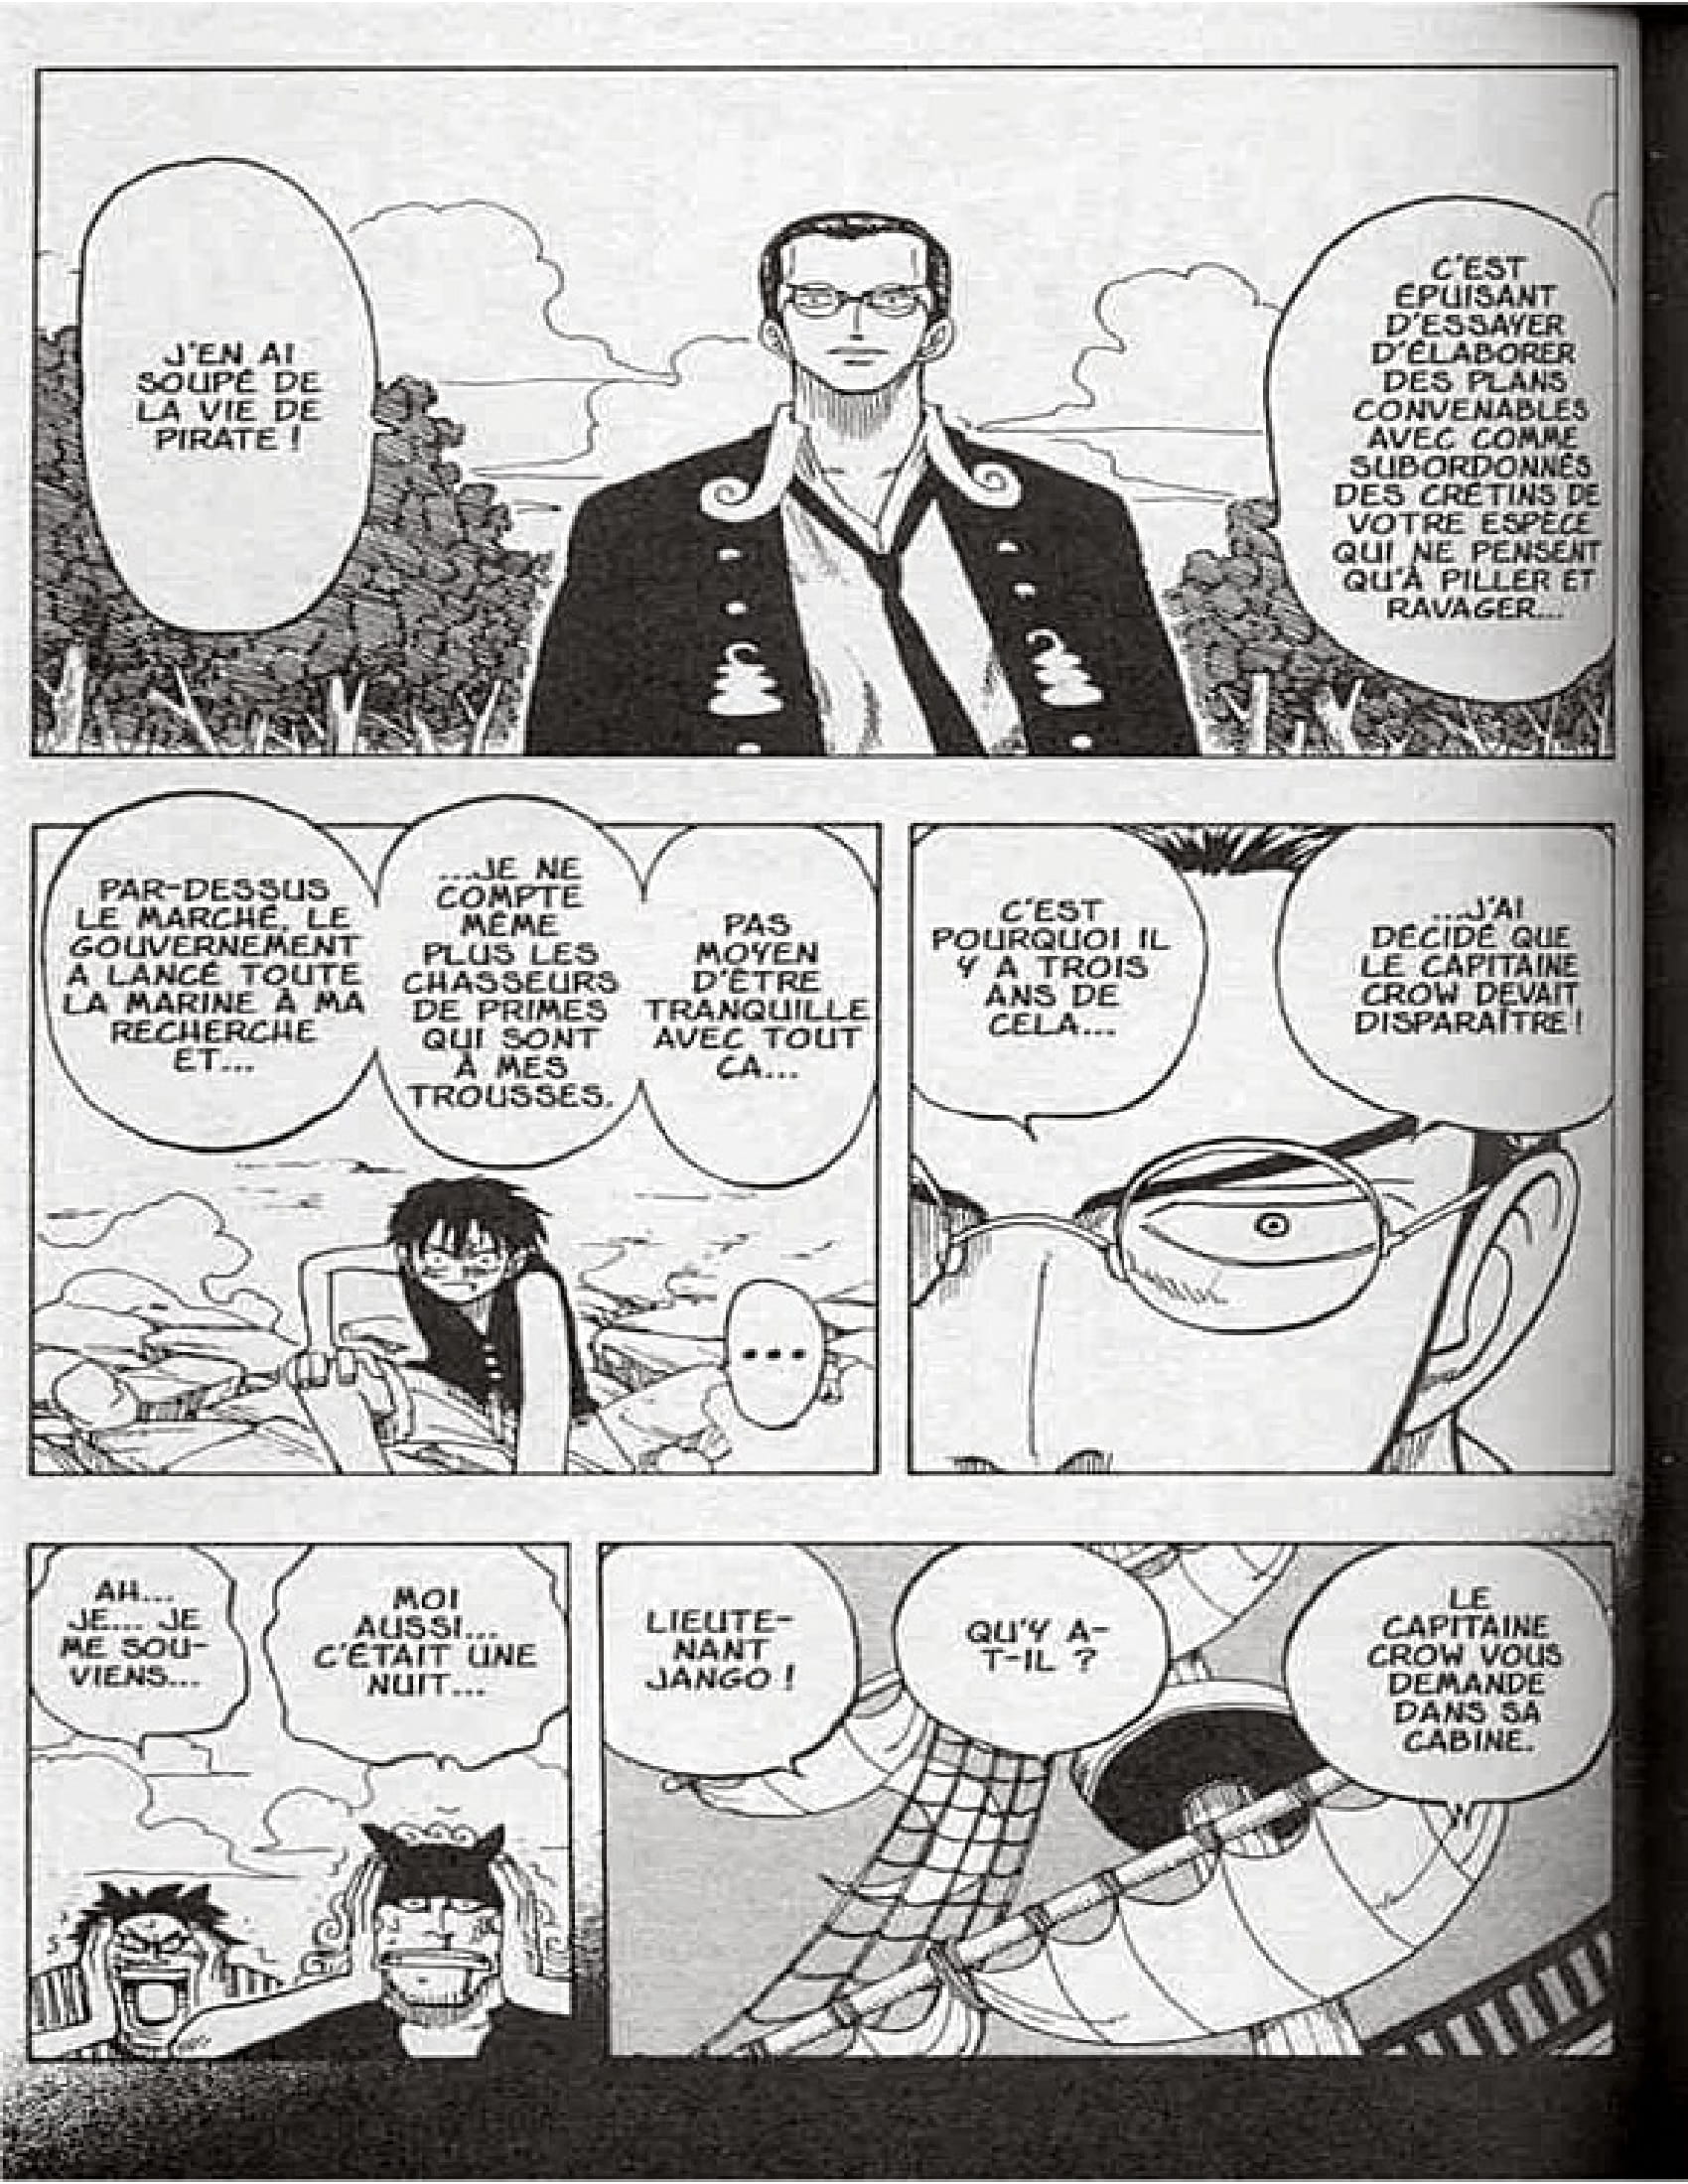 J'EN AI
SOUPÉ DE
LA VIE DE
PIRATE !
C'EST
ÉPUISANT
D'ESSAYER
D'ÉLABORER
DES PLANS
CONVENABLES
AVEC COMME
SUBORDONNÉS
DES CRÉTINS DE
VOTRE ESPÈCE
QUI NE PENSENT
QU'À PILLER ET
RAVAGER...
PAR-DESSUS
LE MARCHÉ, LE
GOUVERNEMENT
A LANCÉ TOUTE
LA MARINE À MA
RECHERCHE
ET...
...JE NE
COMPTE
MÊME
PLUS LES
CHASSEURS
DE PRIMES
QUI SONT
À MES
TROUSSES.
PAS
MOYEN
D'ÊTRE
TRANQUILLE
AVEC TOUT
ÇA...
...
C'EST
POURQUOI IL
Y A TROIS
ANS DE
CELA...
...J'AI
DÉCIDÉ QUE
LE CAPITAINE
CROW DEVAIT
DISPARAÎTRE !
AH...
JE... JE
ME SOU-
VIENS...
MOI
AUSSI...
C'ÉTAIT UNE
NUIT...
LIEUTE-
NANT
JANGO !
QU'Y A-
T-IL ?
LE
CAPITAINE
CROW VOUS
DEMANDE
DANS SA
CABINE.